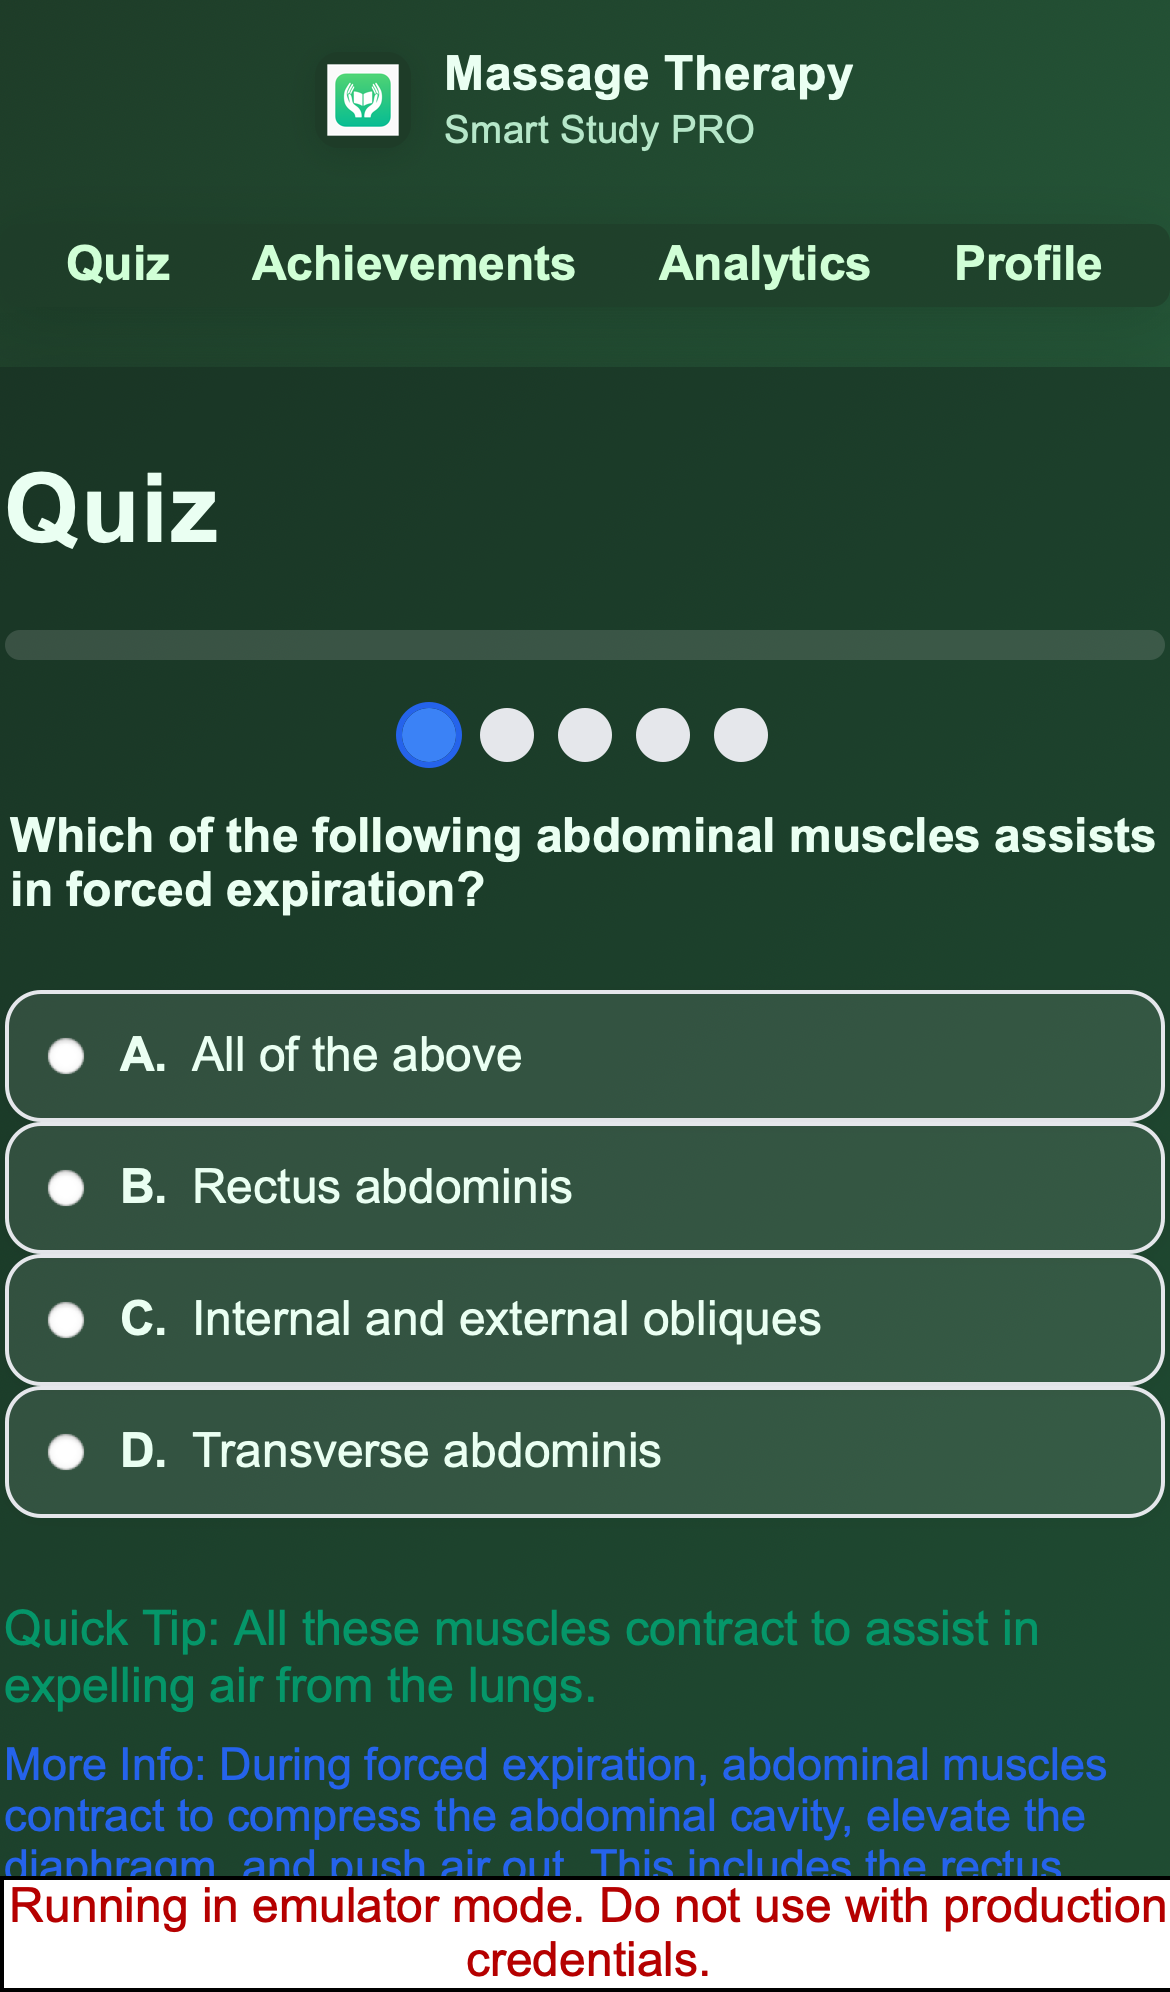 Massage Therapy
Smart Study PRO
Quiz Achievements Analytics Profile
Quiz
Which of the following abdominal muscles assists
in forced expiration?
A. All of the above
B. Rectus abdominis
C. Internal and external obliques
D. Transverse abdominis
Quick Tip: All these muscles contract to assist in
expelling air from the lungs.
More Info: During forced expiration, abdominal muscles
contract to compress the abdominal cavity, elevate the
diaphragm, and push air out. This includes the rectus
Running in emulator mode. Do not use with production
credentials.